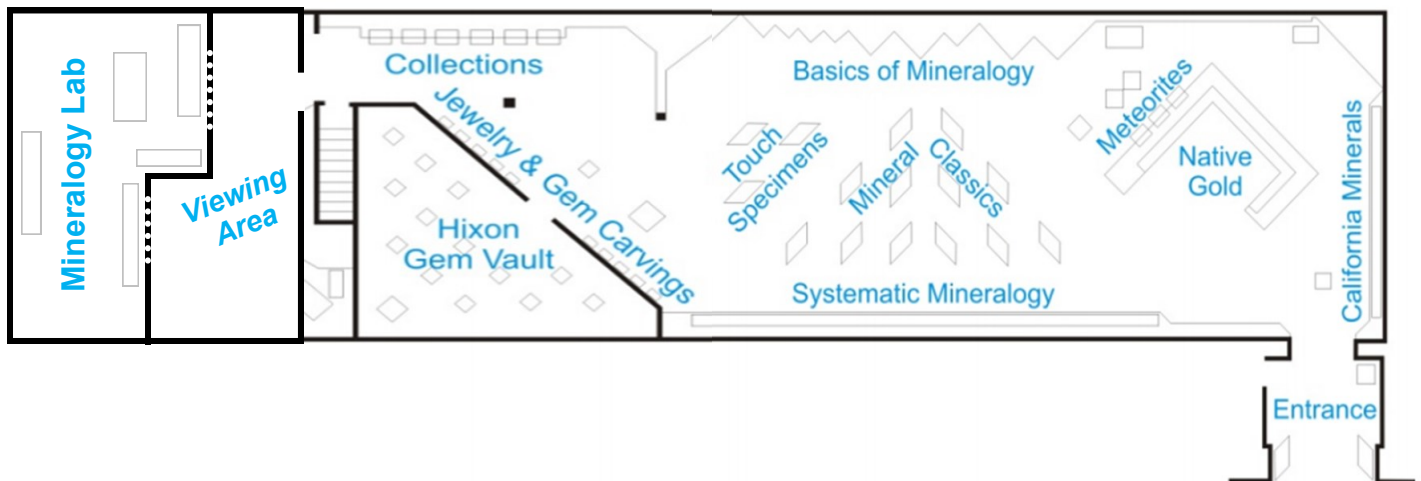 Mineralogy Lab
Viewing
Area
Collections
Jewelry & Gem Carvings
Hixon
Gem Vault
Basics of Mineralogy
Touch
Specimens
Mineral
Classics
Systematic Mineralogy
Meteorites
Native
Gold
California Minerals
Entrance